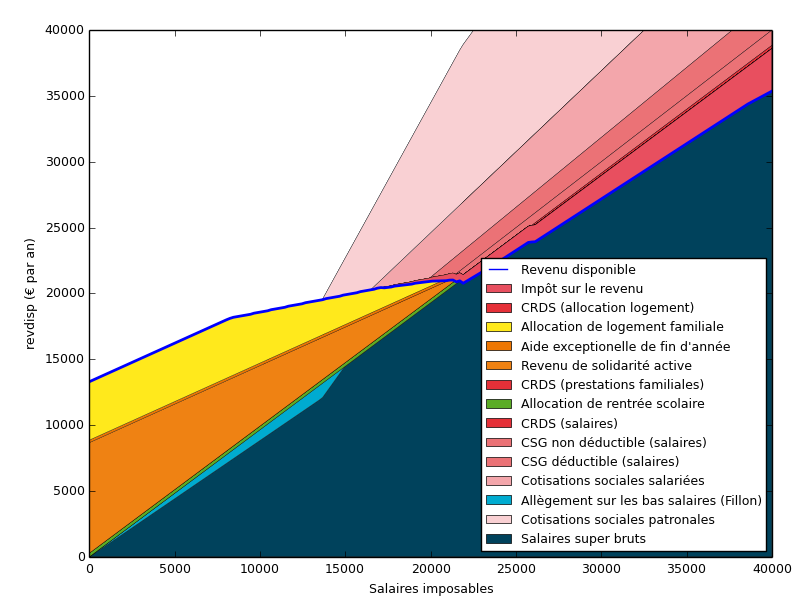 40000
35000
30000
25000
20000
15000
10000
5000
0
revdisp (€ par an)
0 5000 10000 15000 20000 25000 30000 35000 40000
Salaires imposables
Revenu disponible
Impôt sur le revenu
CRDS (allocation logement)
Allocation de logement familiale
Aide exceptionelle de fin d'année
Revenu de solidarité active
CRDS (prestations familiales)
Allocation de rentrée scolaire
CRDS (salaires)
CSG non déductible (salaires)
CSG déductible (salaires)
Cotisations sociales salariées
Allègement sur les bas salaires (Fillon)
Cotisations sociales patronales
Salaires super bruts